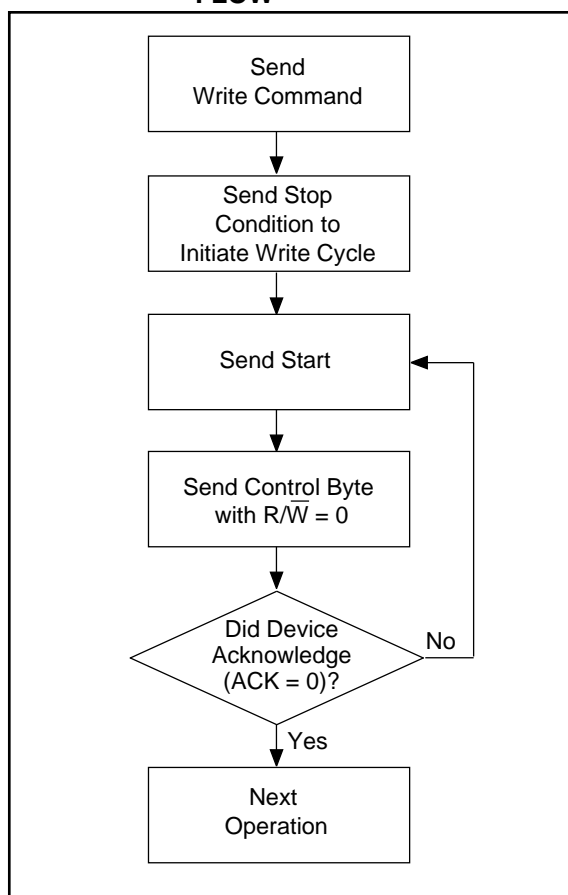 FLOW
Send
Write Command
Send Stop
Condition to
Initiate Write Cycle
Send Start
Send Control Byte
with R/W̅ = 0
Did Device
Acknowledge
(ACK = 0)?
No
Yes
Next
Operation